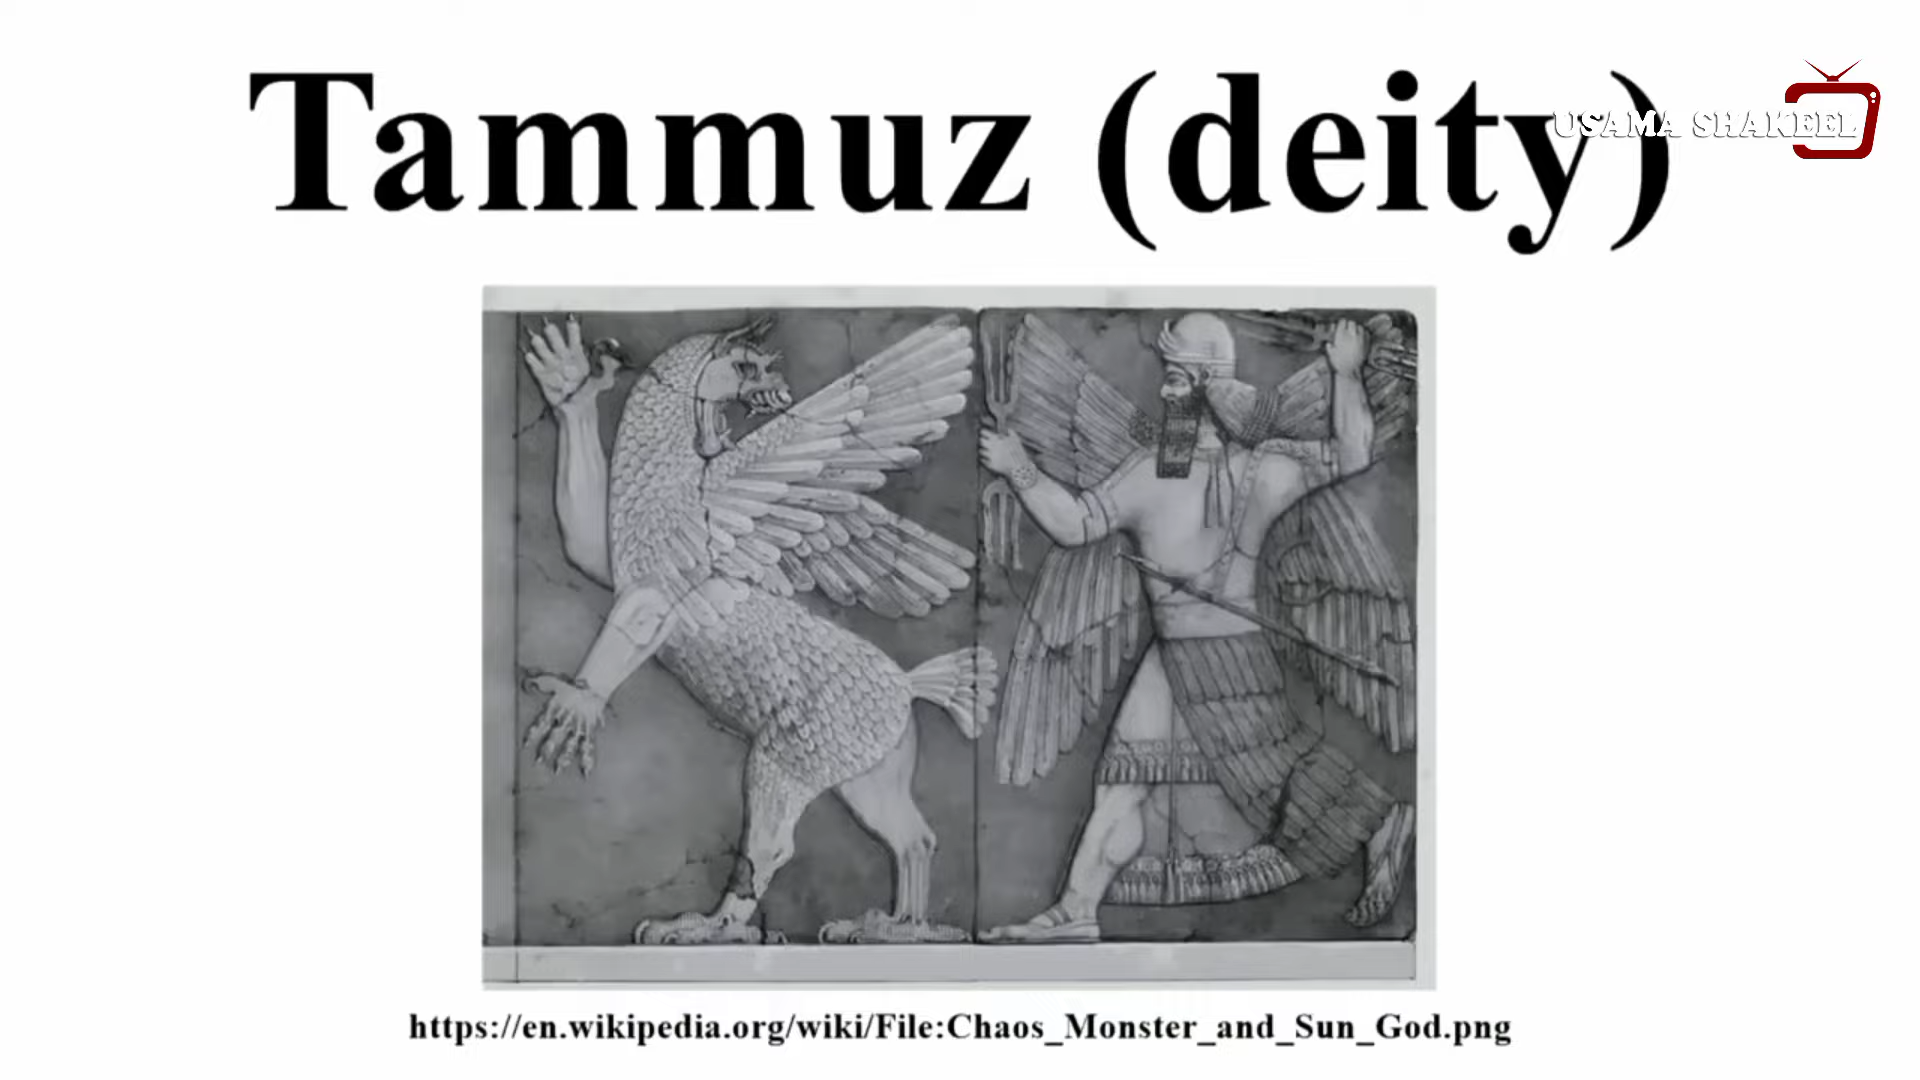 Tammuz (deity)
USAMA SHAKEEL
https://en.wikipedia.org/wiki/File:Chaos_Monster_and_Sun_God.png